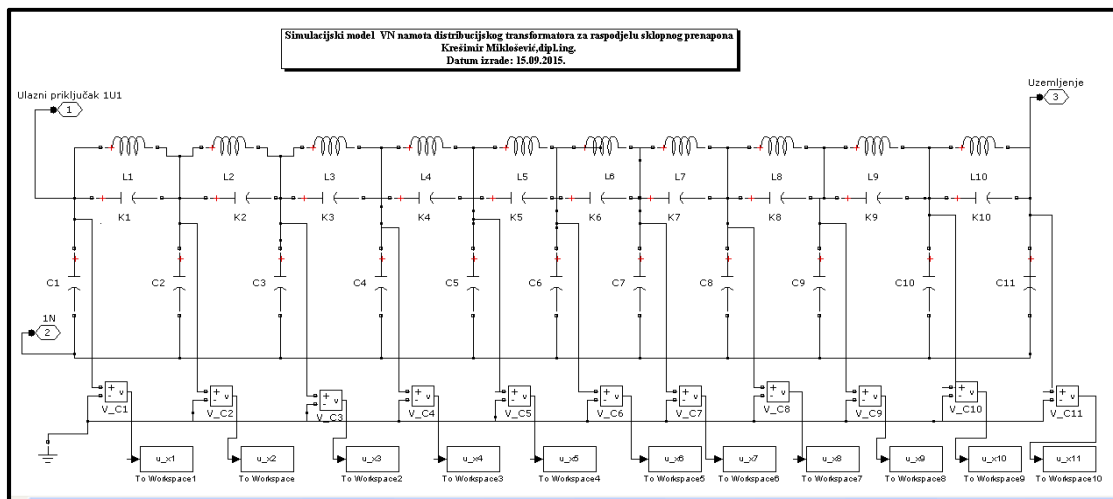 Simulacijski model VN namota distribucijskog transformatora za raspodjelu sklopnog prenapona
Krešimir Miklošević,dipl.ing.
Datum izrade: 15.09.2015.
Ulazni priključak 1U1
1
Uzemljenje
3
L1 L2 L3 L4 L5 L6 L7 L8 L9 L10
K1 K2 K3 K4 K5 K6 K7 K8 K9 K10
C1 C2 C3 C4 C5 C6 C7 C8 C9 C10 C11
1N
2
+ - v + - v + - v + - v + - v + - v + - v + - v + - v + - v + - v
V_C1 V_C2 V_C3 V_C4 V_C5 V_C6 V_C7 V_C8 V_C9 V_C10 V_C11
u_x1 u_x2 u_x3 u_x4 u_x5 u_x6 u_x7 u_x8 u_x9 u_x10 u_x11
To Workspace1 To Workspace To Workspace2 To Workspace3 To Workspace4 To Workspace5 To Workspace6 To Workspace7 To Workspace8 To Workspace9 To Workspace10